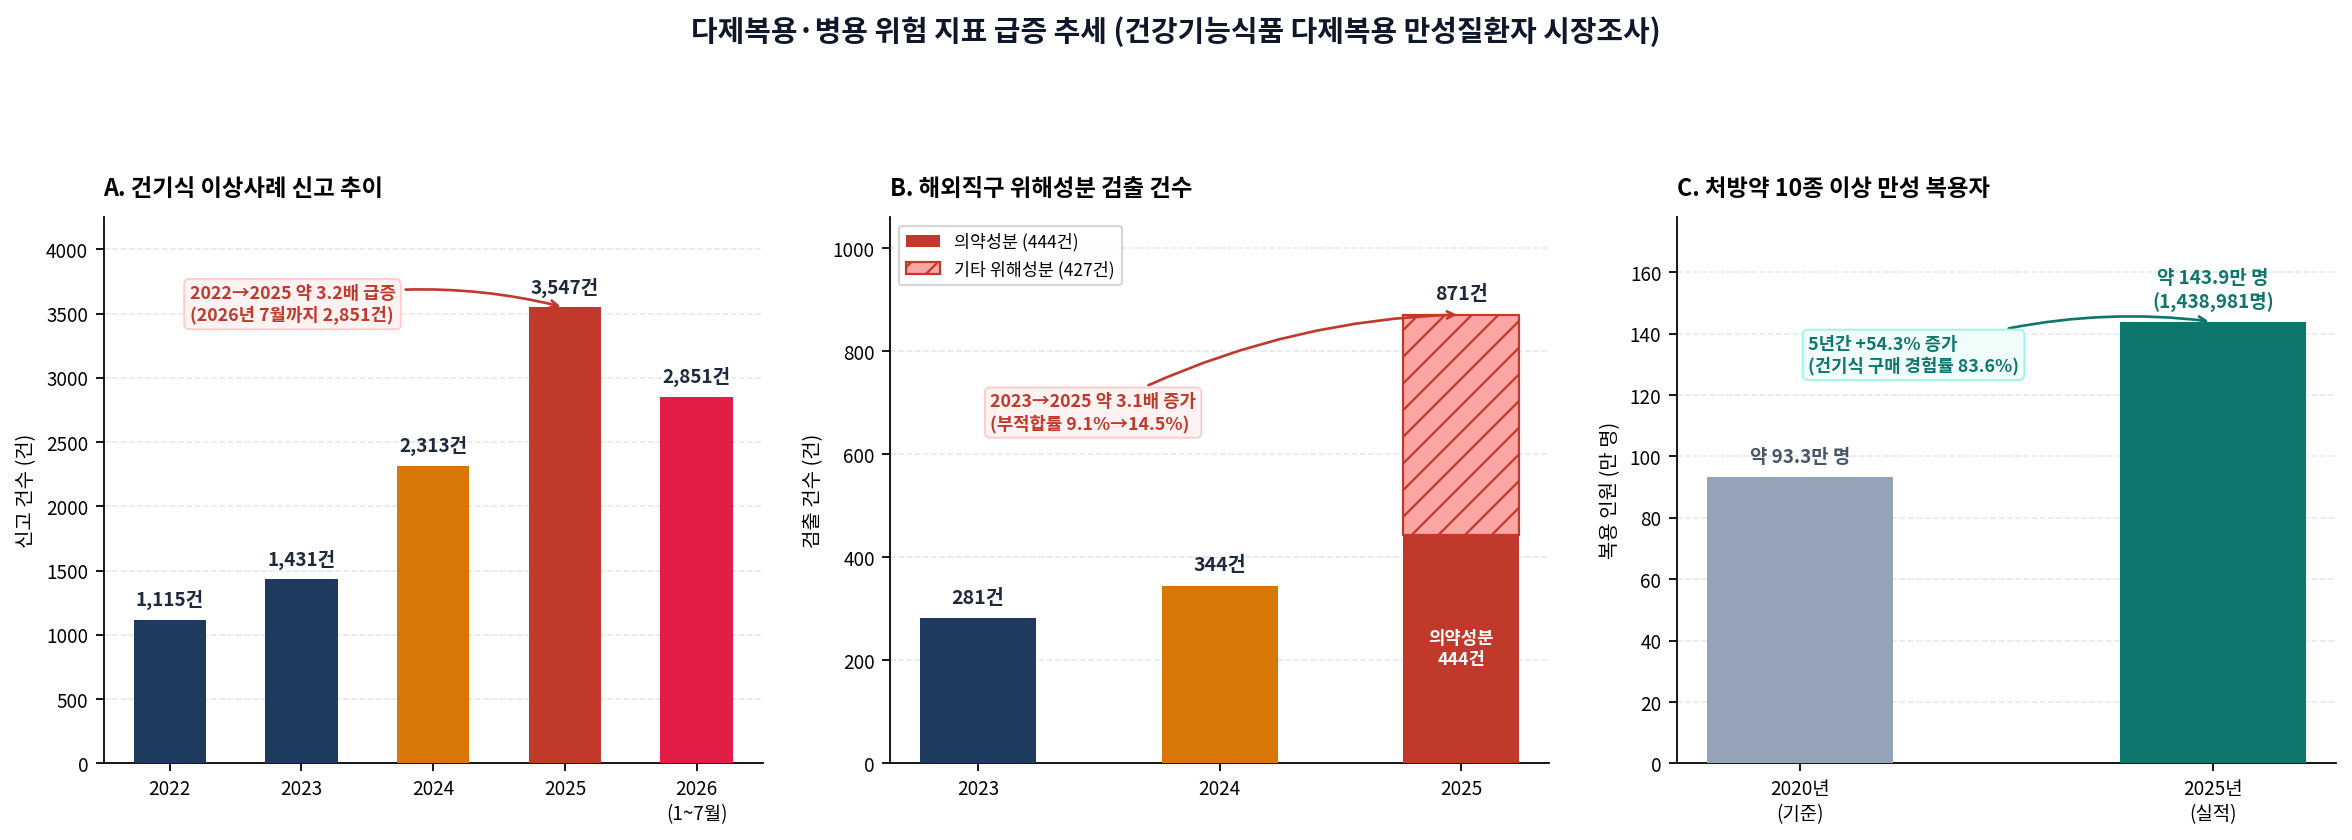 다제복용·병용 위험 지표 급증 추세 (건강기능식품 다제복용 만성질환자 시장조사)
A. 건기식 이상사례 신고 추이
신고 건수 (건)
4000
3500
3000
2500
2000
1500
1000
500
0
2022→2025 약 3.2배 급증
(2026년 7월까지 2,851건)
1,115건
1,431건
2,313건
3,547건
2,851건
2022
2023
2024
2025
2026
(1~7월)
B. 해외직구 위해성분 검출 건수
검출 건수 (건)
1000
800
600
400
200
0
의약성분 (444건)
기타 위해성분 (427건)
2023→2025 약 3.1배 증가
(부적합률 9.1%→14.5%)
281건
344건
871건
의약성분
444건
2023
2024
2025
C. 처방약 10종 이상 만성 복용자
복용 인원 (만 명)
160
140
120
100
80
60
40
20
0
5년간 +54.3% 증가
(건기식 구매 경험률 83.6%)
약 93.3만 명
약 143.9만 명
(1,438,981명)
2020년
(기준)
2025년
(실적)